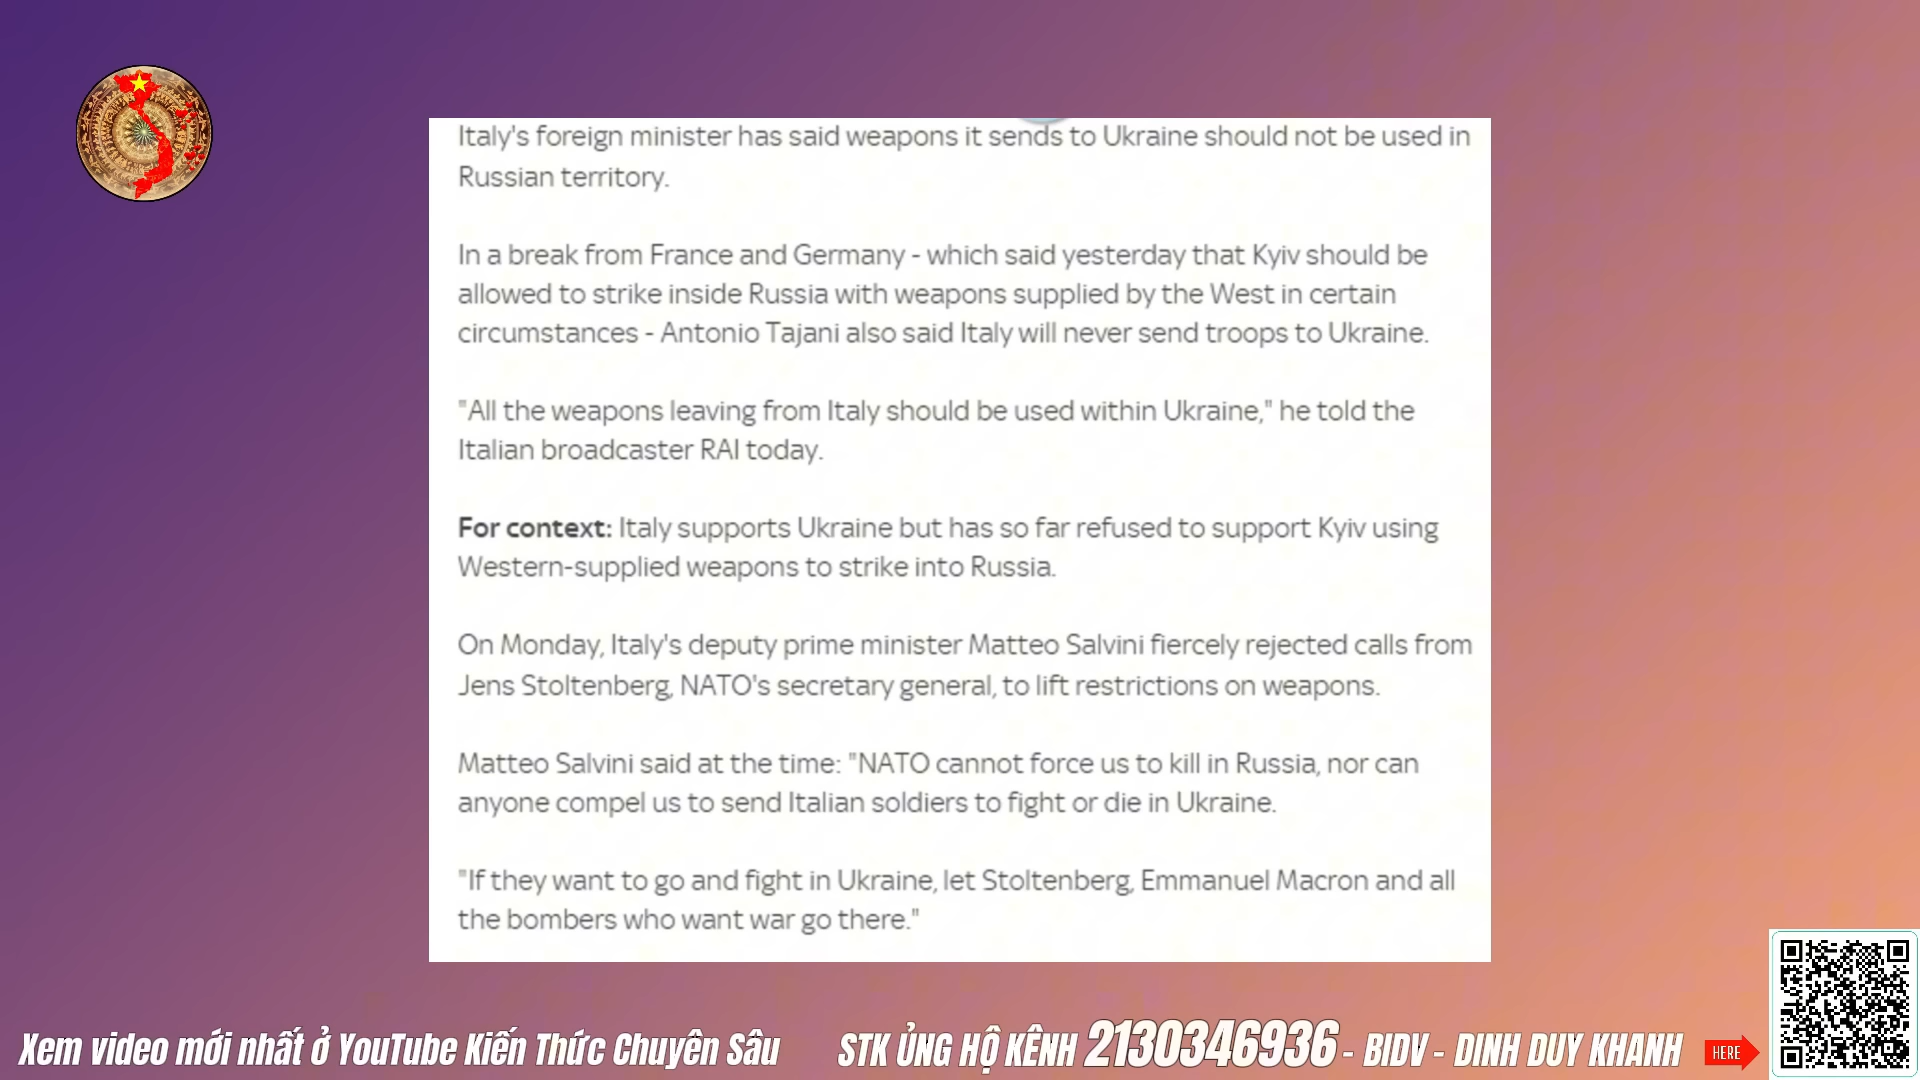 Italy's foreign minister has said weapons it sends to Ukraine should not be used in
Russian territory.
In a break from France and Germany - which said yesterday that Kyiv should be
allowed to strike inside Russia with weapons supplied by the West in certain
circumstances - Antonio Tajani also said Italy will never send troops to Ukraine.
"All the weapons leaving from Italy should be used within Ukraine," he told the
Italian broadcaster RAI today.
For context: Italy supports Ukraine but has so far refused to support Kyiv using
Western-supplied weapons to strike into Russia.
On Monday, Italy's deputy prime minister Matteo Salvini fiercely rejected calls from
Jens Stoltenberg, NATO's secretary general, to lift restrictions on weapons.
Matteo Salvini said at the time: "NATO cannot force us to kill in Russia, nor can
anyone compel us to send Italian soldiers to fight or die in Ukraine.
"If they want to go and fight in Ukraine, let Stoltenberg, Emmanuel Macron and all
the bombers who want war go there."
Xem video mới nhất ở YouTube Kiến Thức Chuyên Sâu STK ỦNG HỘ KÊNH 2130346936 - BIDV - DINH DUY KHANH HERE